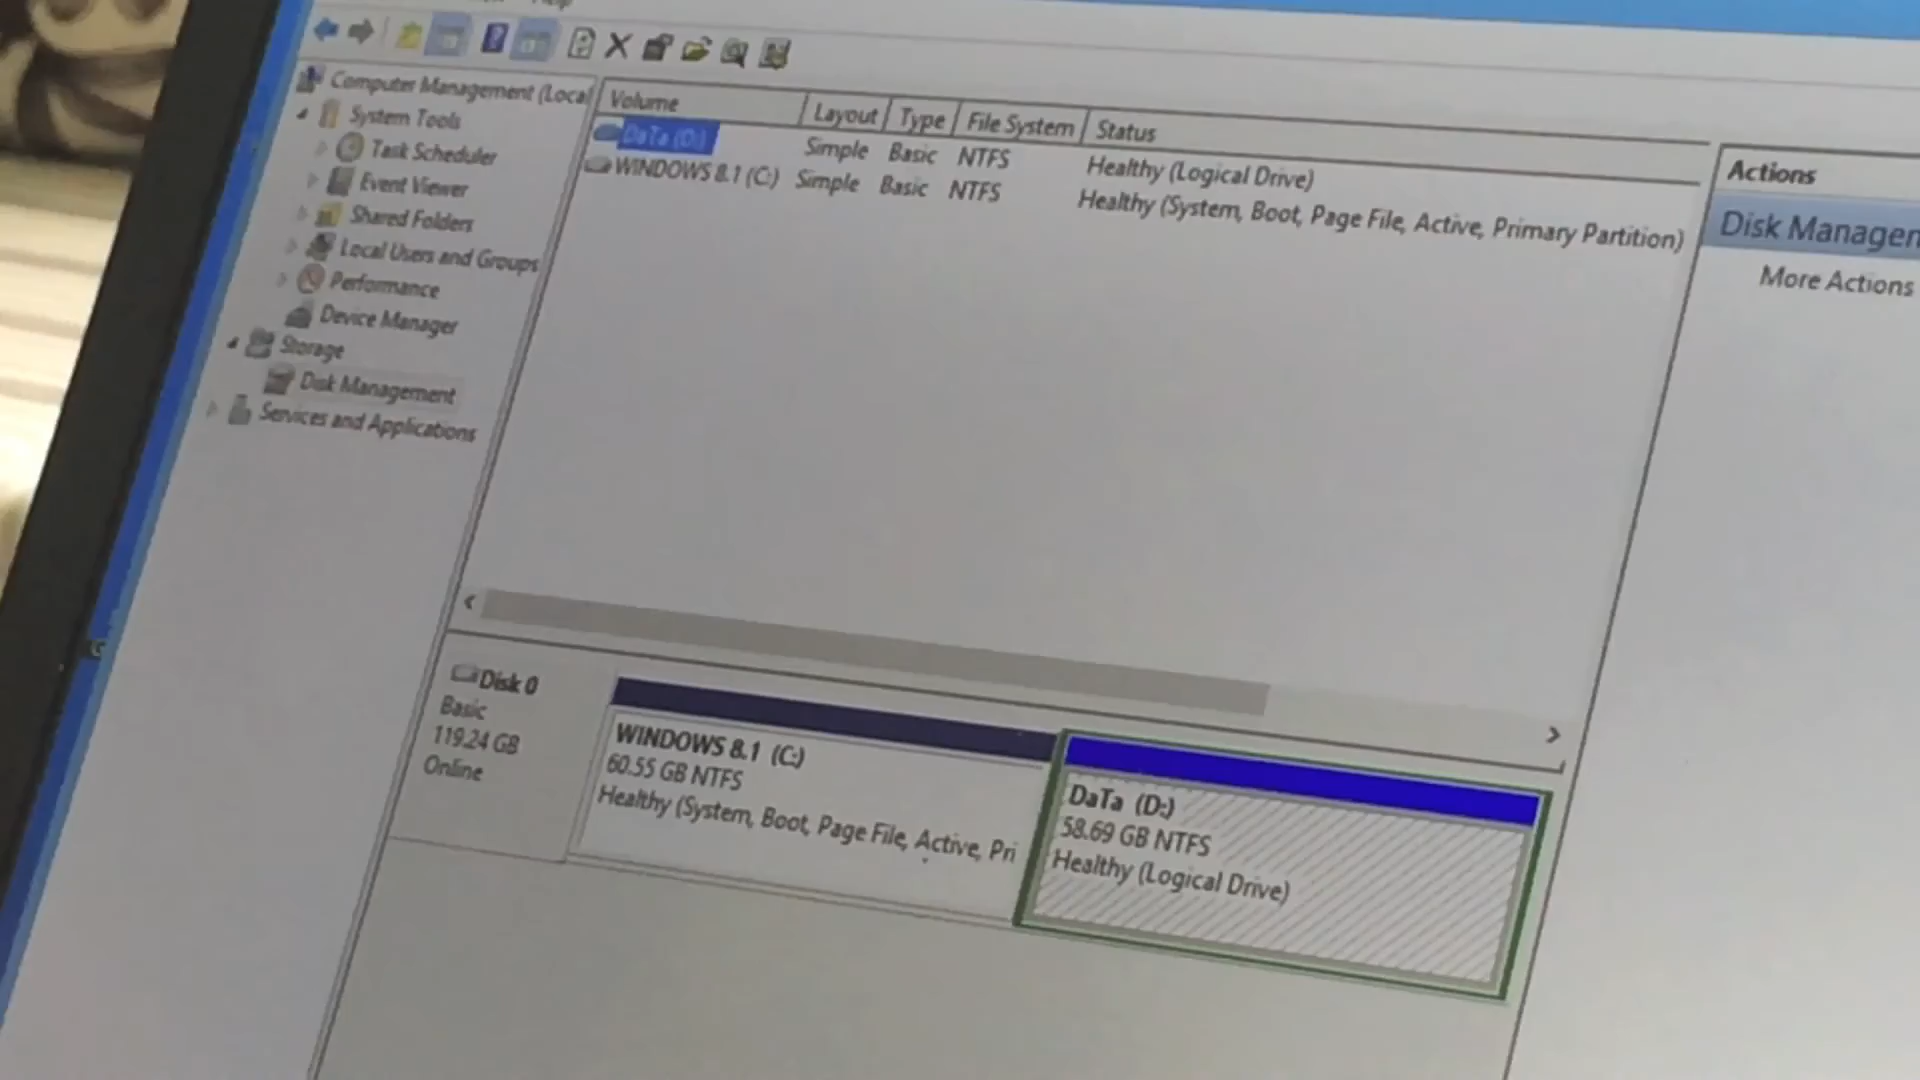 Computer Management (Local
System Tools
Task Scheduler
Event Viewer
Shared Folders
Local Users and Groups
Performance
Device Manager
Storage
Disk Management
Services and Applications
Volume Layout Type File System Status
DaTa (D:) Simple Basic NTFS Healthy (Logical Drive)
WINDOWS 8.1 (C:) Simple Basic NTFS Healthy (System, Boot, Page File, Active, Primary Partition)
Actions
Disk Managem
More Actions
Disk 0
Basic
119.24 GB
Online
WINDOWS 8.1 (C:)
60.55 GB NTFS
Healthy (System, Boot, Page File, Active, Pri
DaTa (D:)
58.69 GB NTFS
Healthy (Logical Drive)